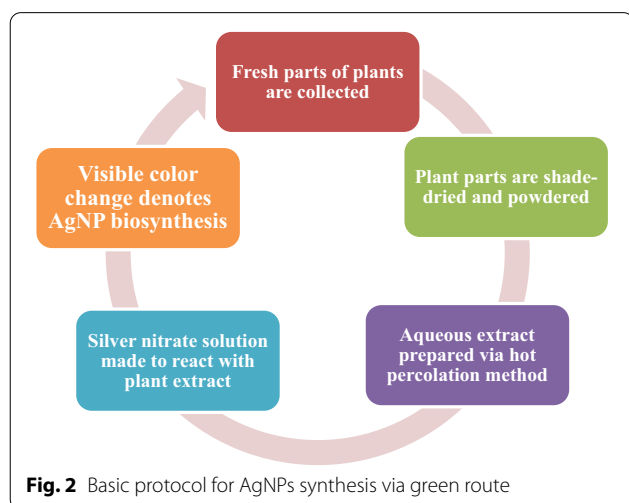 Fresh parts of plants
are collected
Plant parts are shade-
dried and powdered
Aqueous extract
prepared via hot
percolation method
Silver nitrate solution
made to react with
plant extract
Visible color
change denotes
AgNP biosynthesis
Fig. 2 Basic protocol for AgNPs synthesis via green route